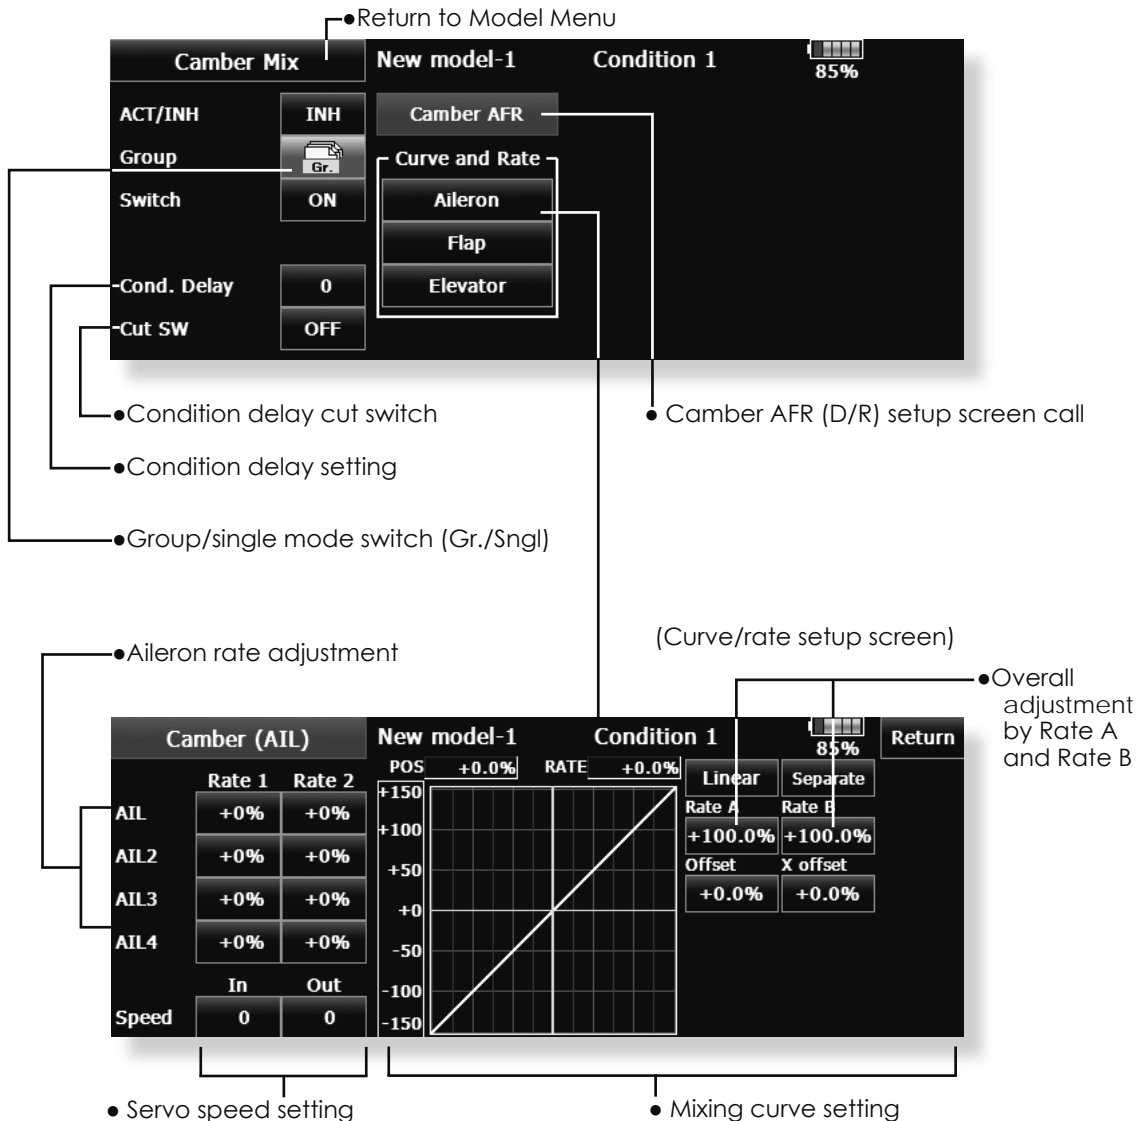 ●Return to Model Menu
Camber Mix New model-1 Condition 1 85%
ACT/INH INH Camber AFR
Group Gr. Curve and Rate
Switch ON Aileron
Flap
Cond. Delay 0 Elevator
Cut SW OFF
●Condition delay cut switch
● Camber AFR (D/R) setup screen call
●Condition delay setting
●Group/single mode switch (Gr./Sngl)
(Curve/rate setup screen)
●Aileron rate adjustment
●Overall
adjustment
by Rate A
and Rate B
Camber (AIL) New model-1 Condition 1 85% Return
POS +0.0% RATE +0.0% Linear Separate
Rate 1 Rate 2
AIL +0% +0%
AIL2 +0% +0%
AIL3 +0% +0%
AIL4 +0% +0%
In Out
Speed 0 0
+150
+100
+50
+0
-50
-100
-150
Rate A Rate B
+100.0% +100.0%
Offset X offset
+0.0% +0.0%
● Servo speed setting
● Mixing curve setting